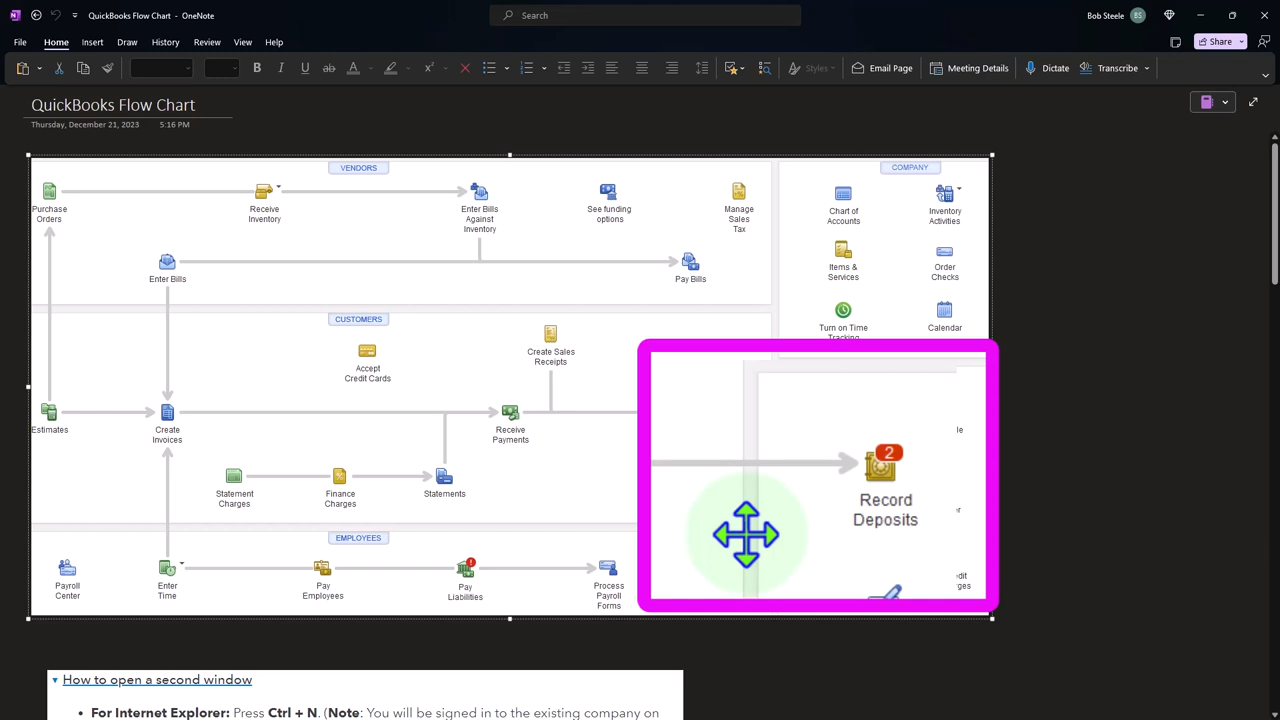 QuickBooks Flow Chart - OneNote
Search
Bob Steele
BS
File Home Insert Draw History Review View Help
Share
B I U ab A x Styles Email Page Meeting Details Dictate Transcribe
QuickBooks Flow Chart
Thursday, December 21, 2023 5:16 PM
VENDORS
COMPANY
Purchase
Orders
Receive
Inventory
Enter Bills
Against
Inventory
See funding
options
Manage
Sales
Tax
Chart of
Accounts
Inventory
Activities
Enter Bills
Pay Bills
Items &
Services
Order
Checks
Turn on Time
Tracking
Calendar
CUSTOMERS
Accept
Credit Cards
Create Sales
Receipts
Estimates
Create
Invoices
Receive
Payments
Statement
Charges
Finance
Charges
Statements
2
Record
Deposits
EMPLOYEES
Payroll
Center
Enter
Time
Pay
Employees
Pay
Liabilities
Process
Payroll
Forms
How to open a second window
• For Internet Explorer: Press Ctrl + N. (Note: You will be signed in to the existing company on